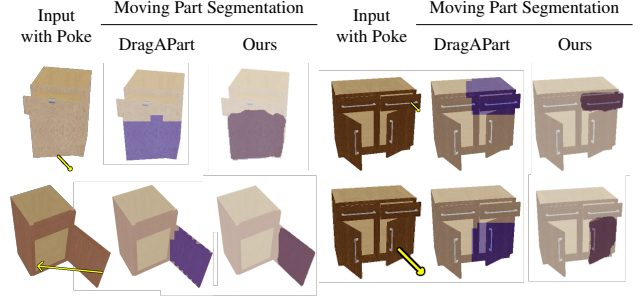 Input with Poke
Moving Part Segmentation
DragAPart Ours
Input with Poke
Moving Part Segmentation
DragAPart Ours